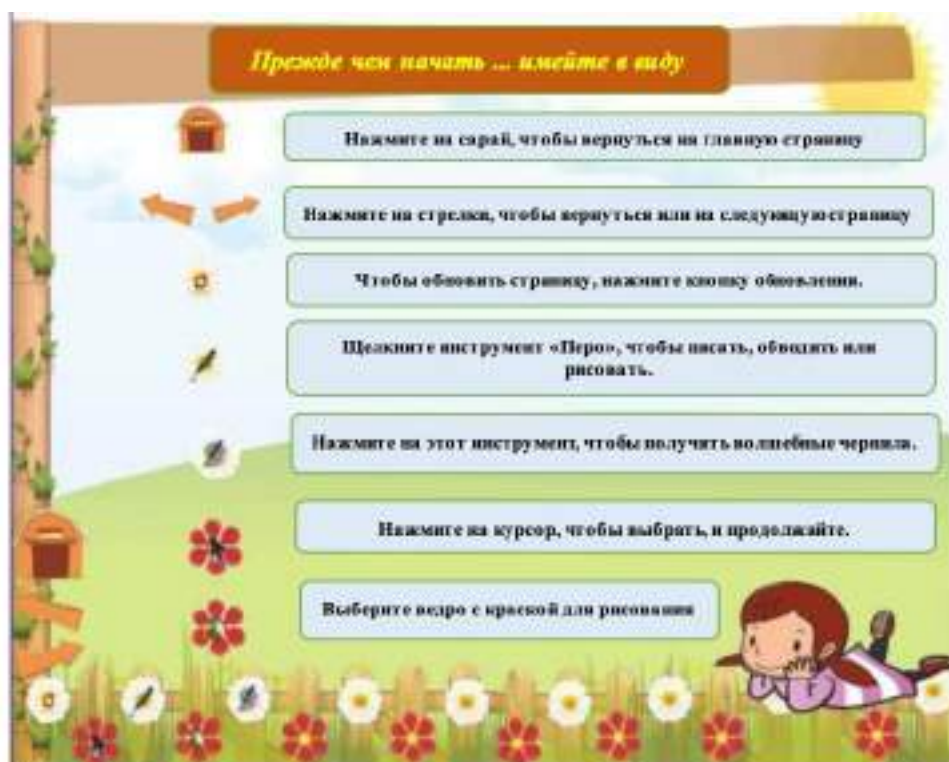 Прежде чем начать ... имейте в виду
Нажмите на сарай, чтобы вернуться на главную страницу
Нажмите на стрелки, чтобы вернуться или на следующую страницу
Чтобы обновить страницу, нажмите кнопку обновления.
Щелкните инструмент «Перо», чтобы писать, обводить или
рисовать.
Нажмите на этот инструмент, чтобы получить волшебные чернила.
Нажмите на курсор, чтобы выбрать, и продолжайте.
Выберите ведро с краской для рисования